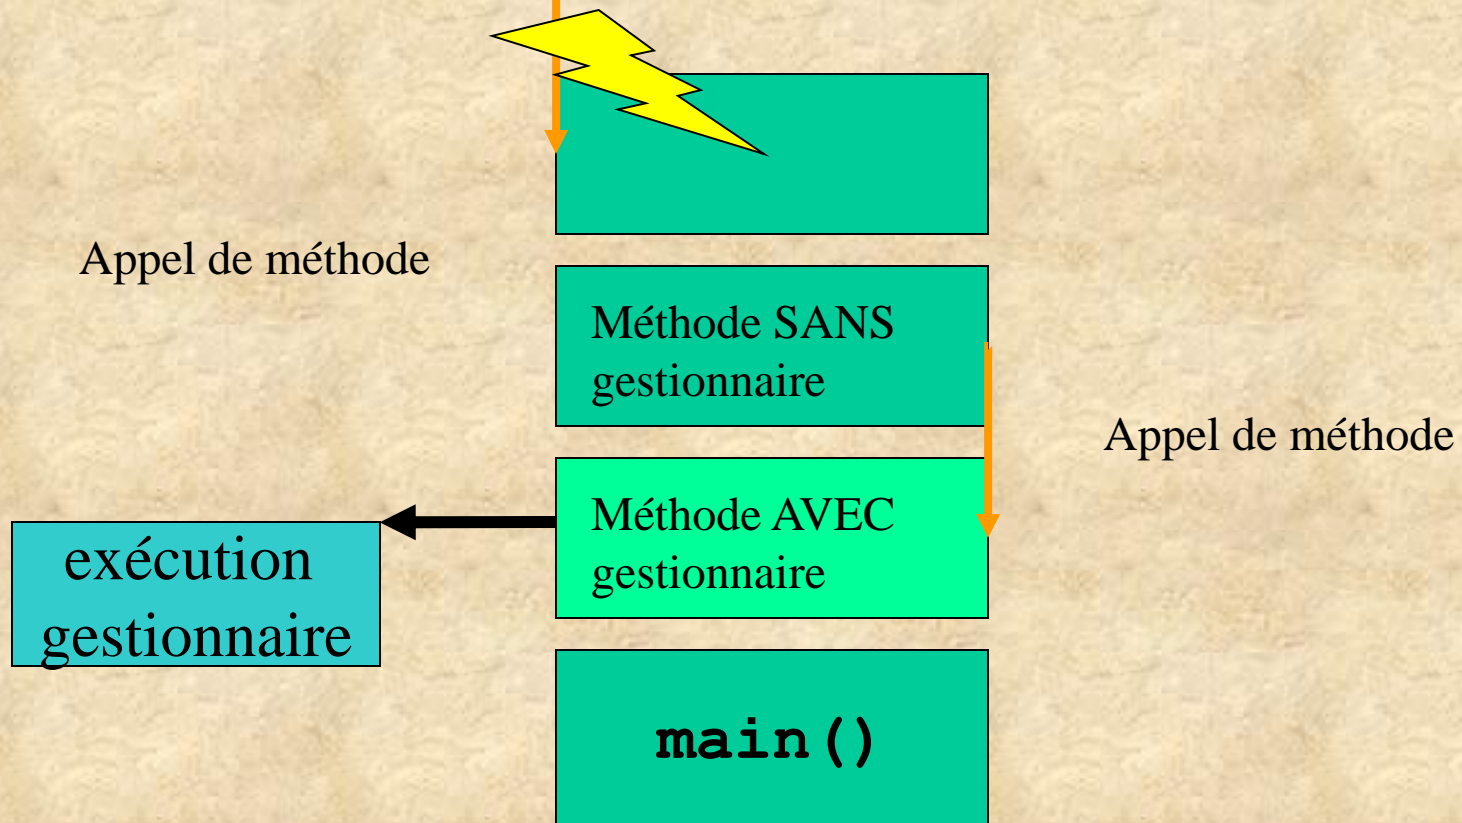 Appel de méthode
Méthode SANS
gestionnaire
Appel de méthode
Méthode AVEC
gestionnaire
exécution
gestionnaire
main()